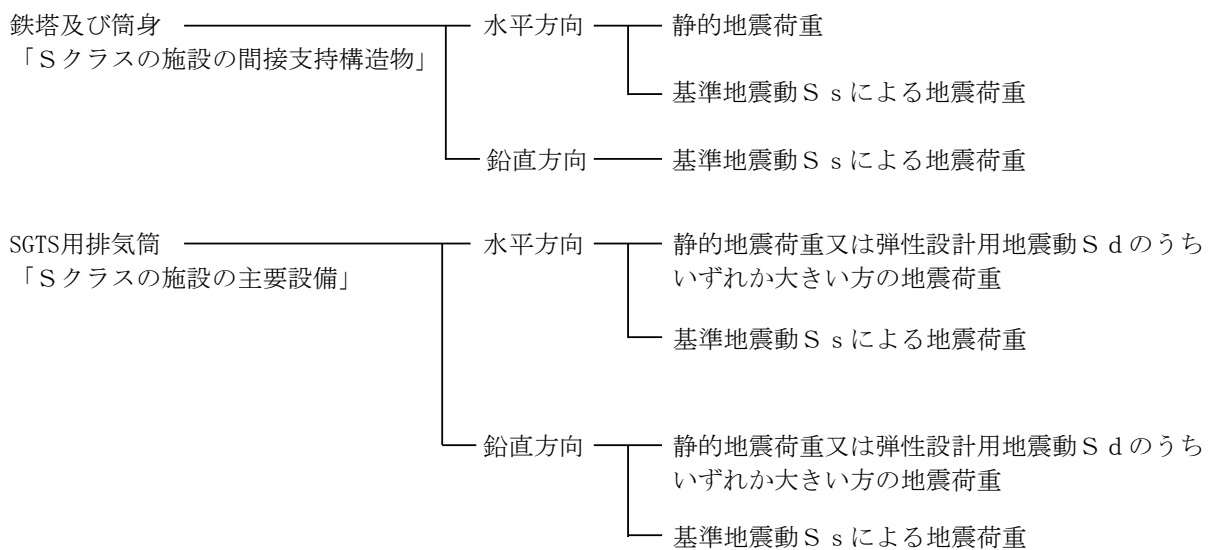 鉄塔及び筒身 水平方向 静的地震荷重
「Ｓクラスの施設の間接支持構造物」
基準地震動Ｓｓによる地震荷重
鉛直方向 基準地震動Ｓｓによる地震荷重
SGTS用排気筒 水平方向 静的地震荷重又は弾性設計用地震動Ｓｄのうち
「Ｓクラスの施設の主要設備」 いずれか大きい方の地震荷重
基準地震動Ｓｓによる地震荷重
鉛直方向 静的地震荷重又は弾性設計用地震動Ｓｄのうち
いずれか大きい方の地震荷重
基準地震動Ｓｓによる地震荷重